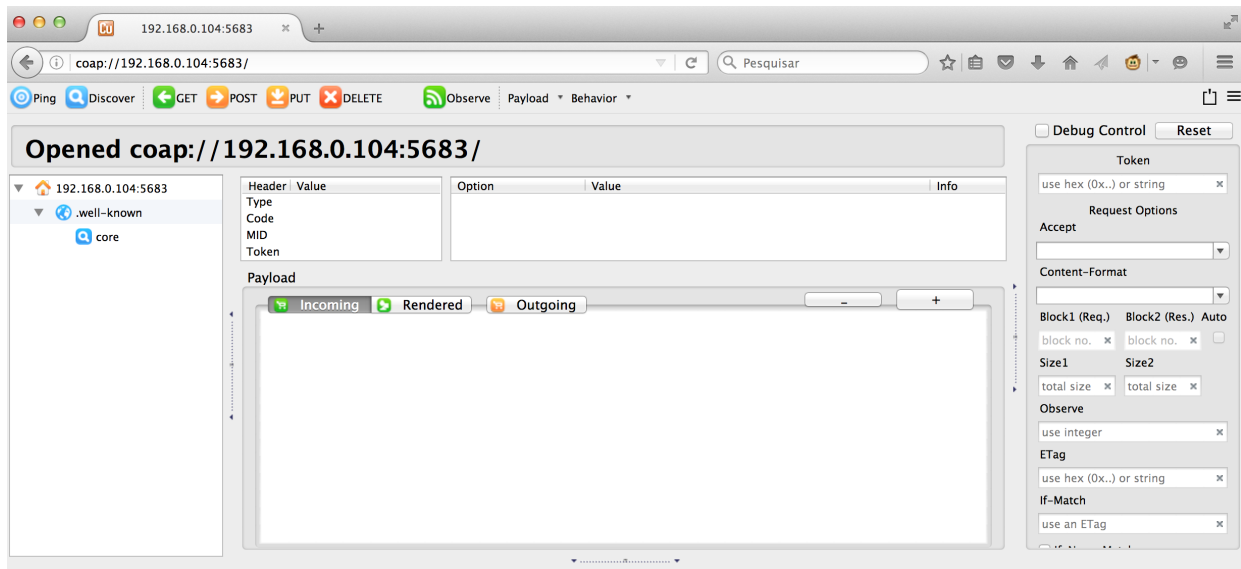 192.168.0.104:5683
coap://192.168.0.104:5683/
Pesquisar
Ping Discover GET POST PUT DELETE Observe Payload Behavior
Debug Control Reset
Opened coap://192.168.0.104:5683/
Token
use hex (0x..) or string
192.168.0.104:5683
.well-known
core
Header Value
Type
Code
MID
Token
Option Value Info
Request Options
Accept
Content-Format
Payload
Incoming Rendered Outgoing
_ +
Block1 (Req.) Block2 (Res.) Auto
block no. block no.
Size1 Size2
total size total size
Observe
use integer
ETag
use hex (0x..) or string
If-Match
use an ETag